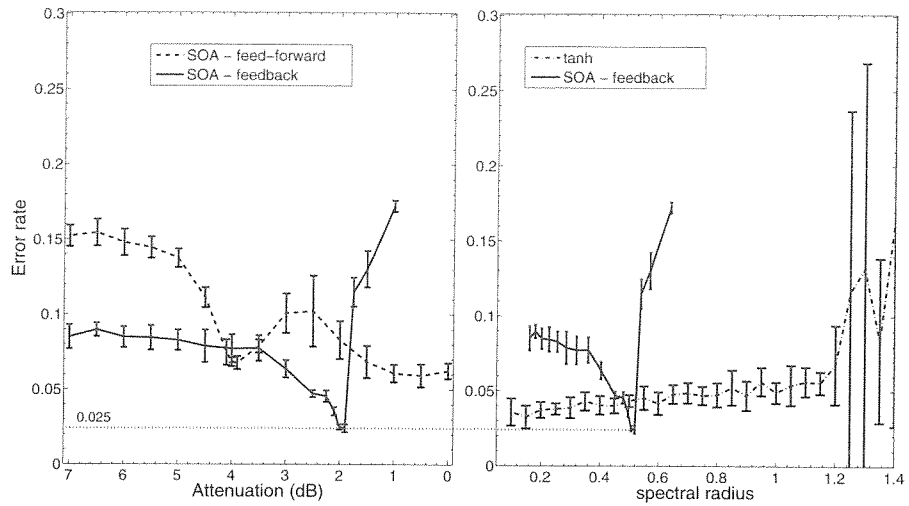 0.3
0.25
0.2
0.15
0.1
0.05
0
Error rate
SOA – feed–forward
SOA – feedback
0.025
7 6 5 4 3 2 1 0
Attenuation (dB)
0.3
0.25
0.2
0.15
0.1
0.05
0
tanh
SOA – feedback
0.2 0.4 0.6 0.8 1 1.2 1.4
spectral radius